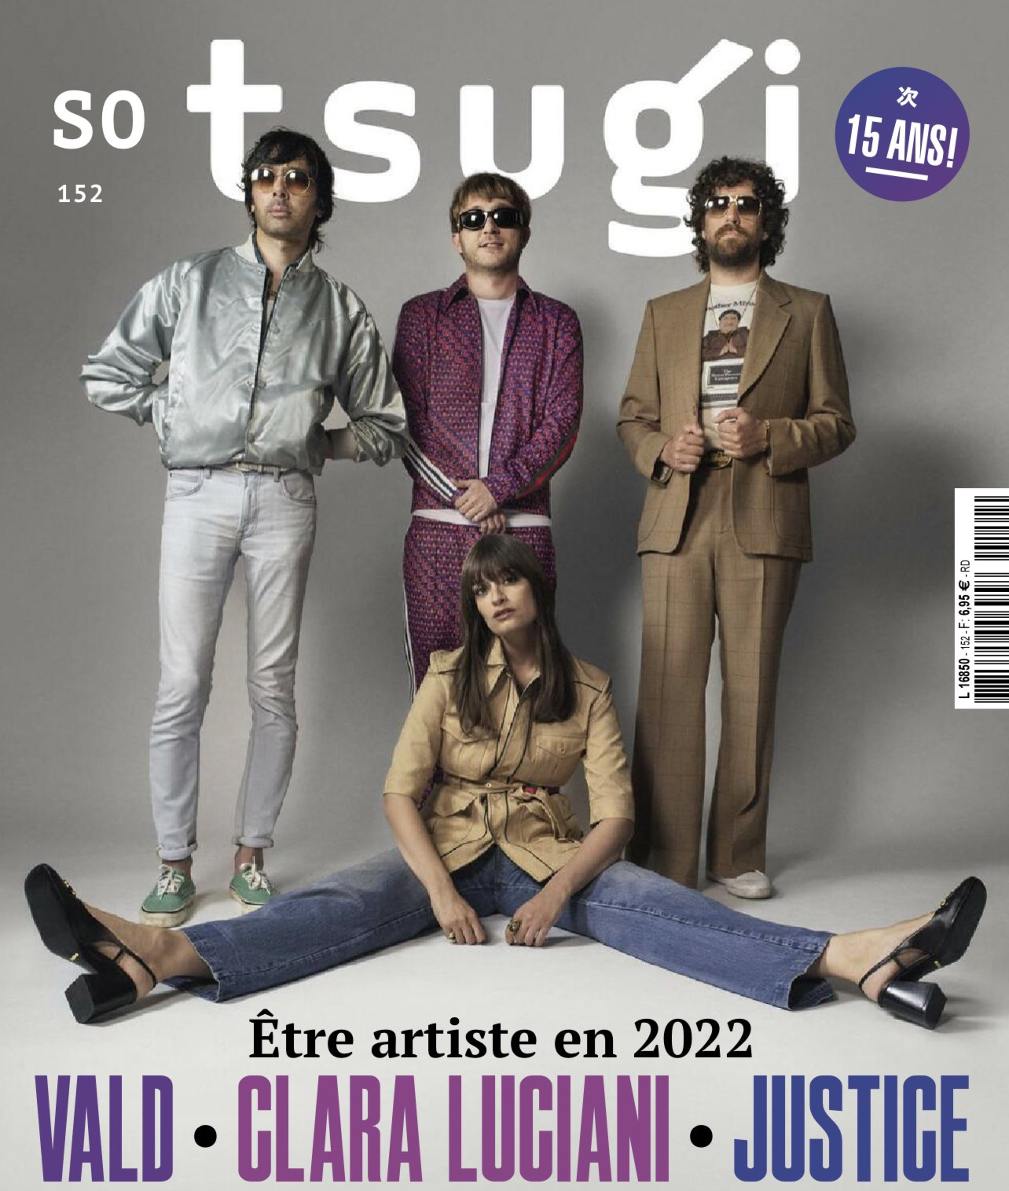 SO tsugi
152
次
15 ANS!
L 16850 - 152 - F: 6,95 € - RD
Être artiste en 2022
VALD • CLARA LUCIANI • JUSTICE